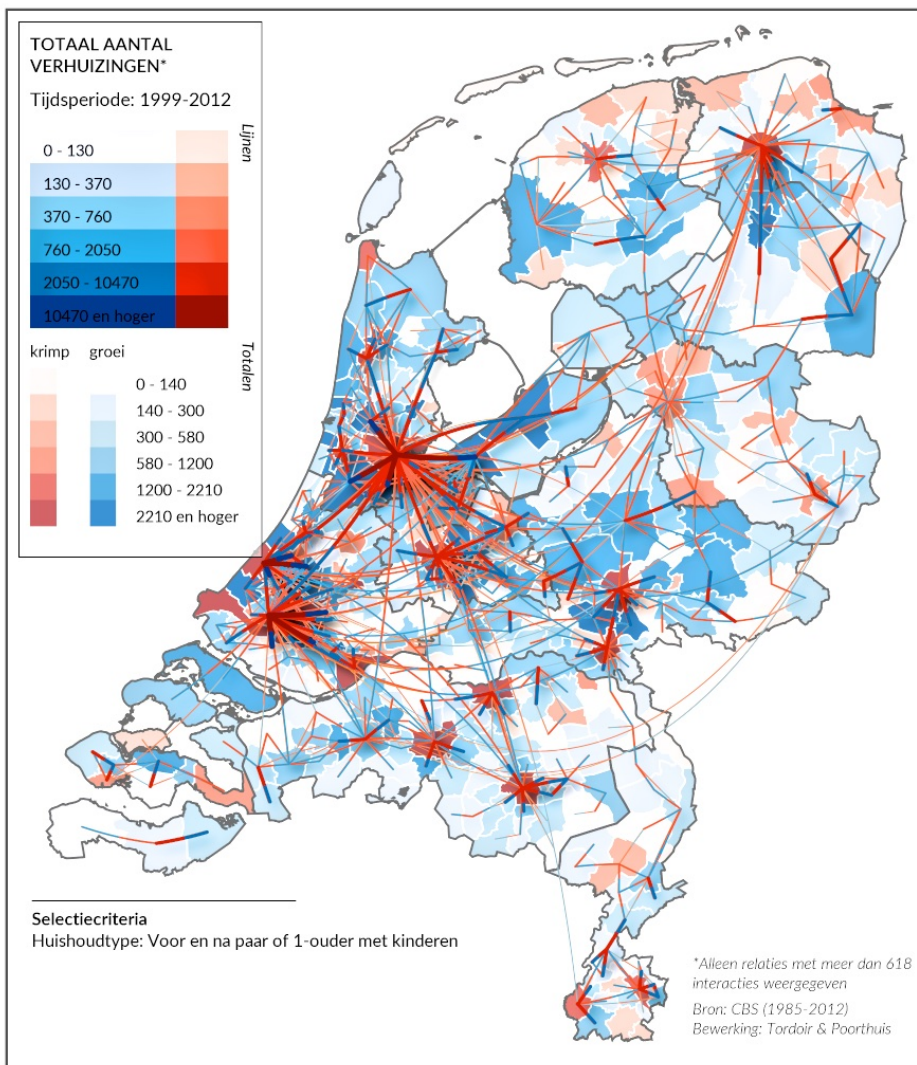 TOTAAL AANTAL
VERHUIZINGEN*
Tijdsperiode: 1999-2012
Lijnen
0 - 130
130 - 370
370 - 760
760 - 2050
2050 - 10470
10470 en hoger
krimp groei
Totalen
0 - 140
140 - 300
300 - 580
580 - 1200
1200 - 2210
2210 en hoger
Selectiecriteria
Huishoudtype: Voor en na paar of 1-ouder met kinderen
*Alleen relaties met meer dan 618
interacties weergegeven
Bron: CBS (1985-2012)
Bewerking: Tordoir & Poorthuis